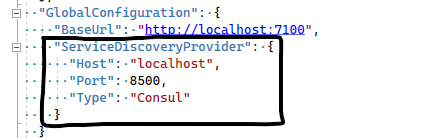 "GlobalConfiguration": {
"BaseUrl": "http://localhost:7100",
"ServiceDiscoveryProvider": {
"Host": "localhost",
"Port": 8500,
"Type": "Consul"
}
}